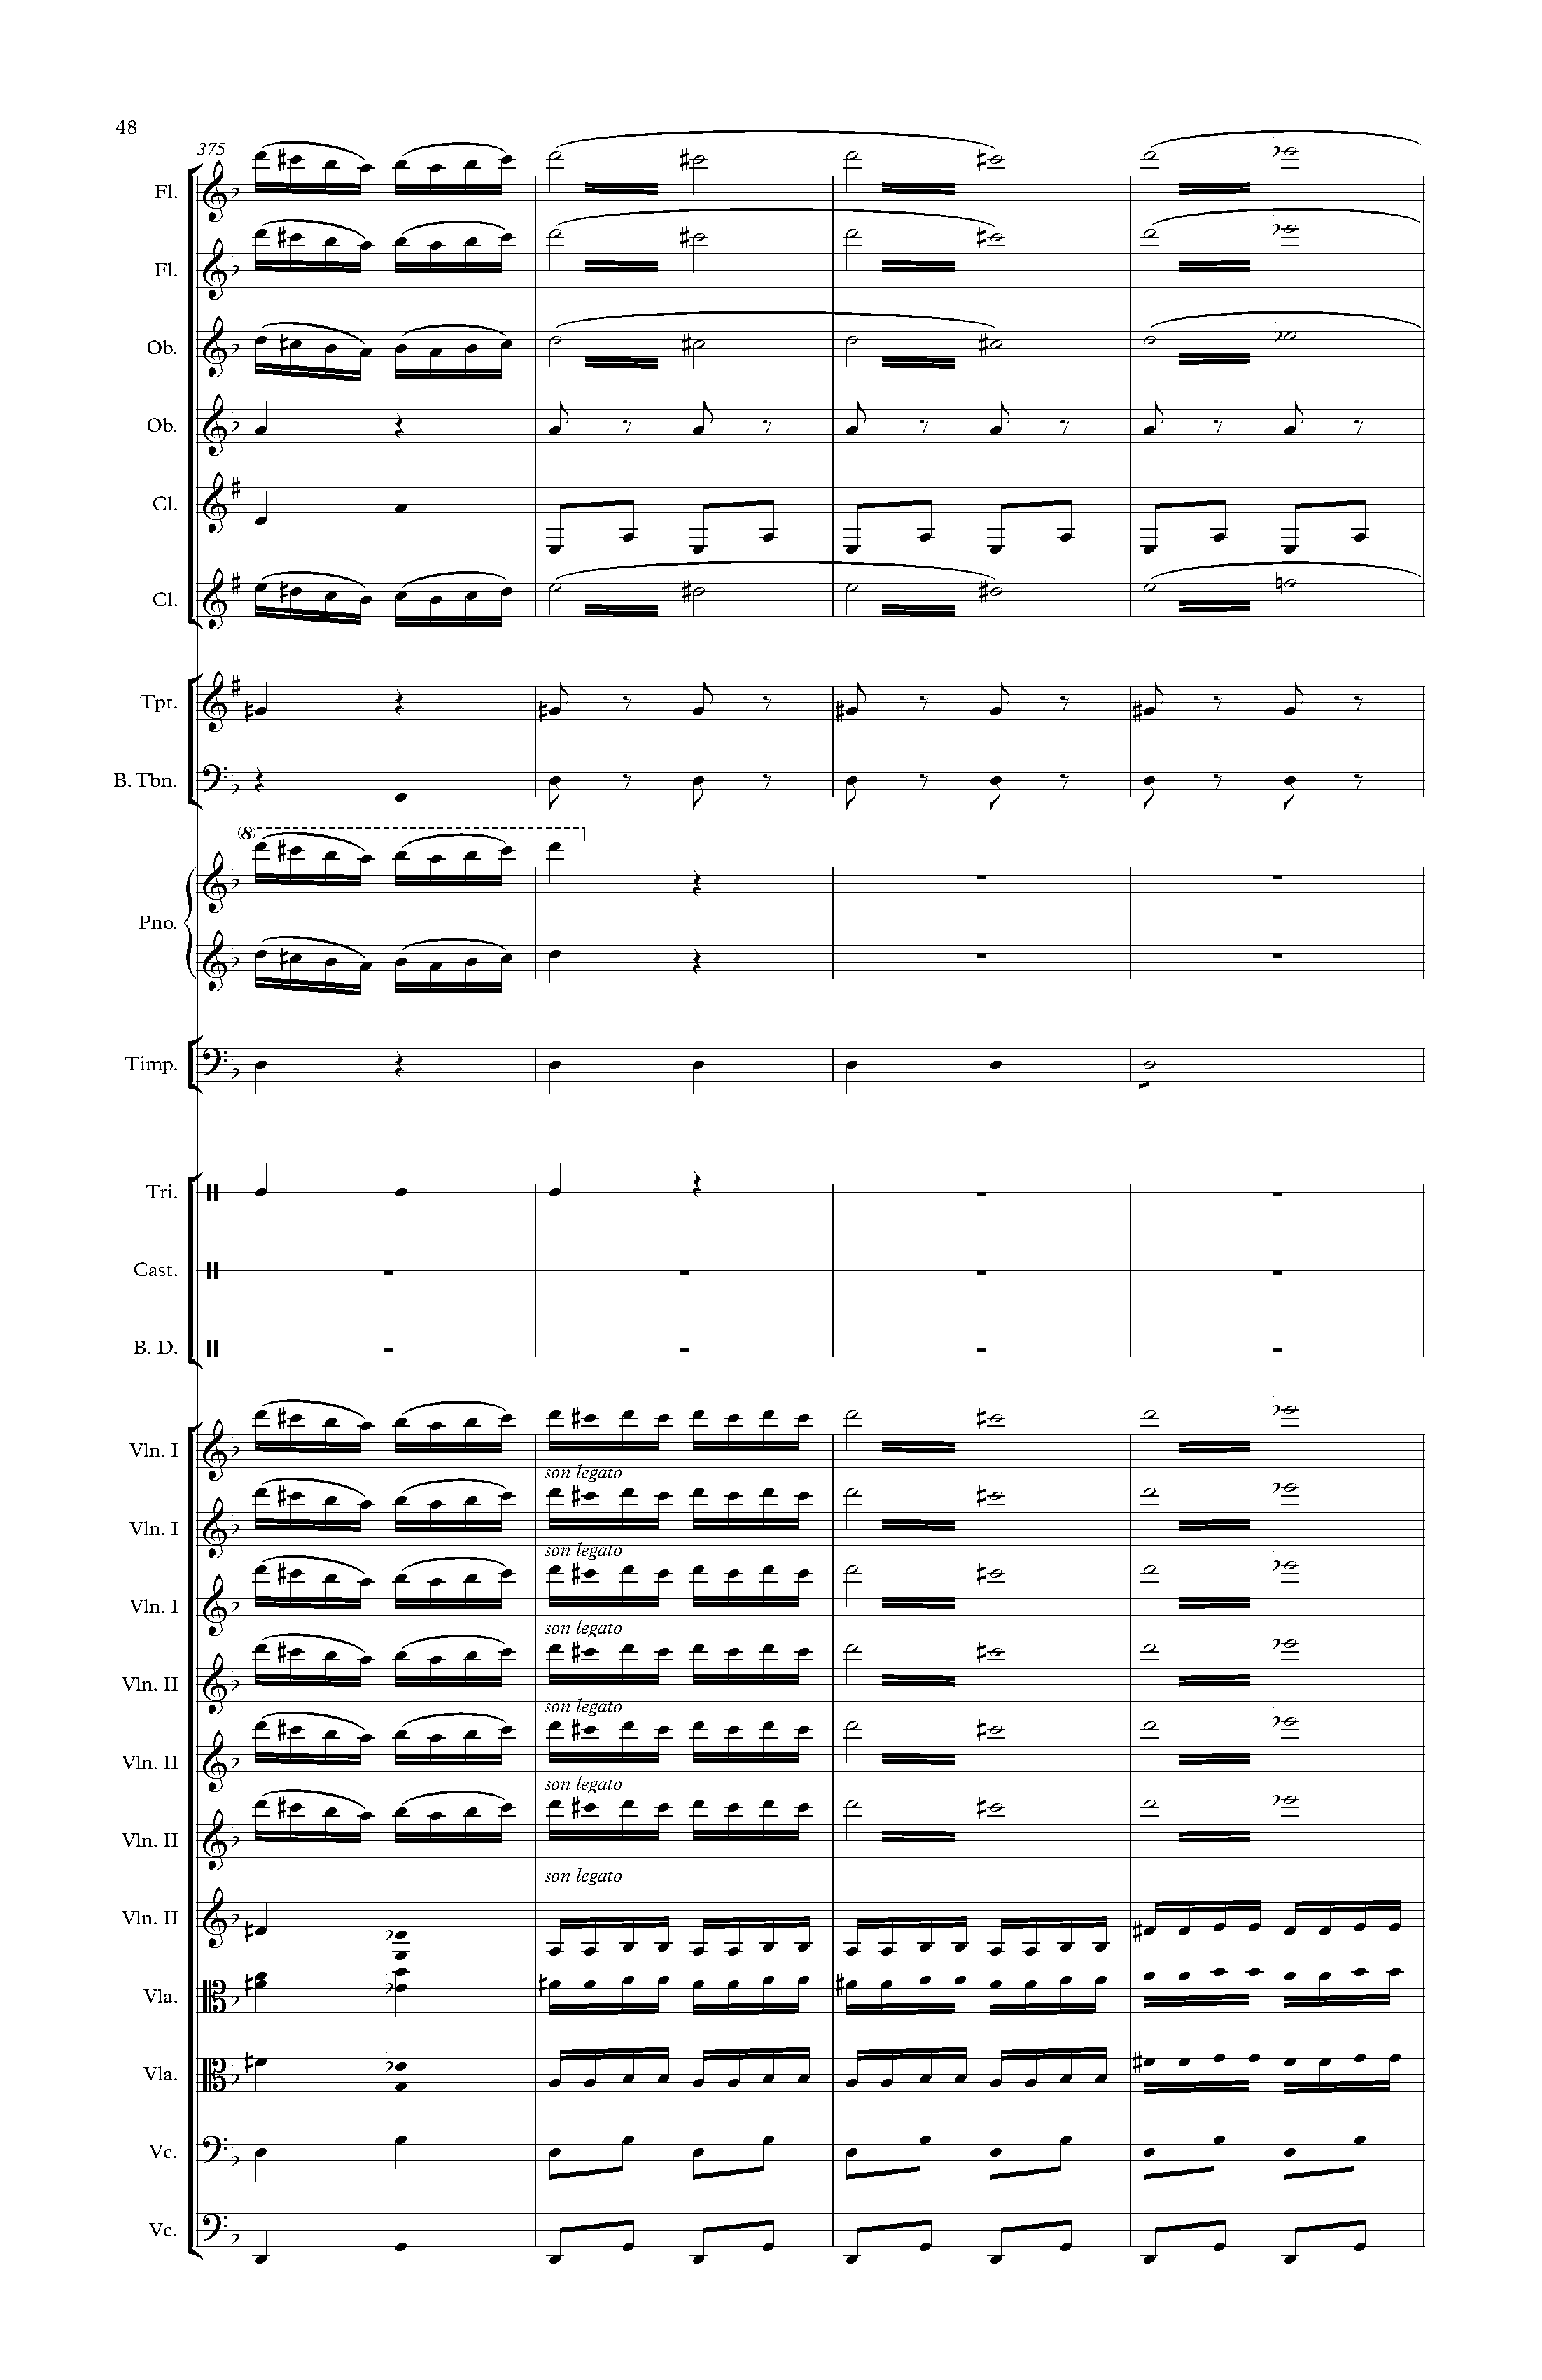 48
375
Fl.
Fl.
Ob.
Ob.
Cl.
Cl.
Tpt.
B. Tbn.
(8)
Pno.
Timp.
Tri.
Cast.
B. D.
Vln. I
son legato
Vln. I
son legato
Vln. I
son legato
Vln. II
son legato
Vln. II
son legato
Vln. II
son legato
Vln. II
Vla.
Vla.
Vc.
Vc.